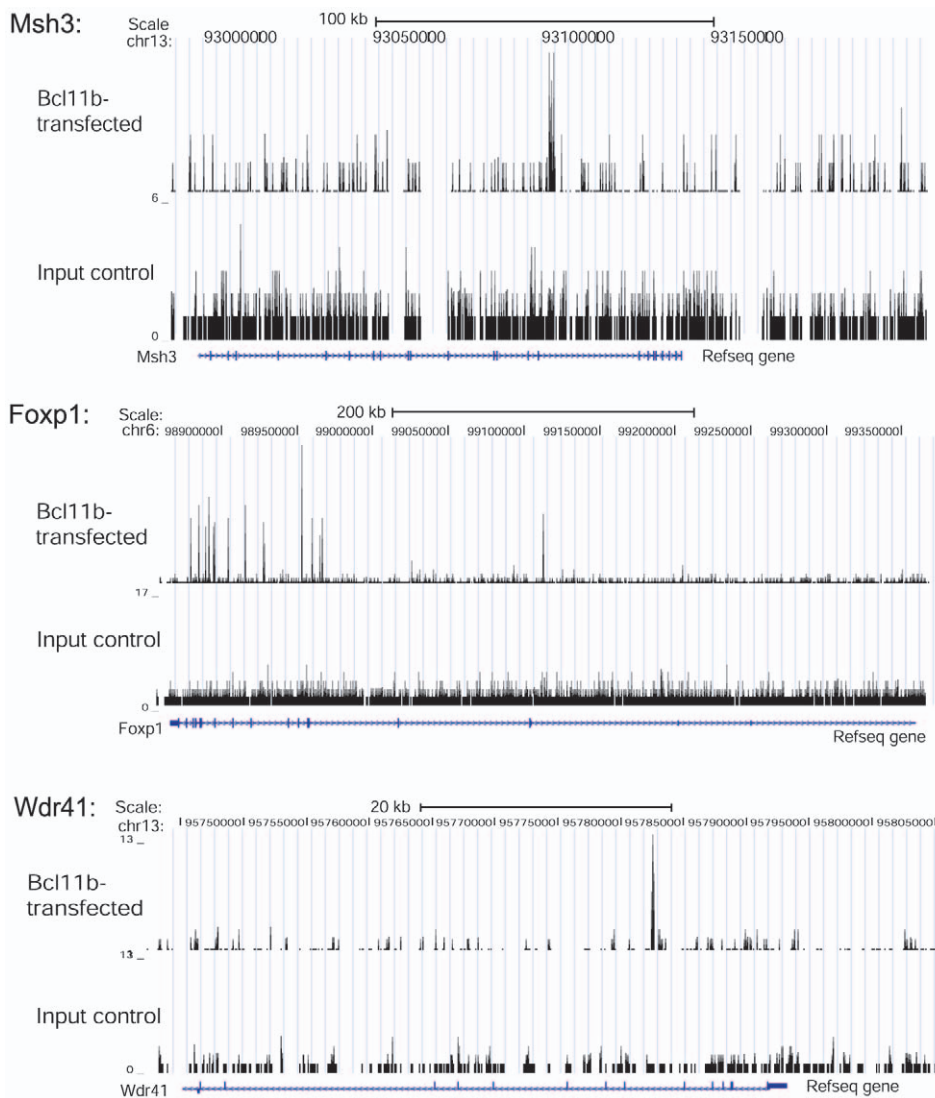 Msh3:
Scale 100 kb
chr13: 93000000 93050000 93100000 93150000
Bcl11b-
transfected
6 _
Input control
0 _
Msh3 Refseq gene
Foxp1:
Scale: 200 kb
chr6: 98900000 98950000 99000000 99050000 99100000 99150000 99200000 99250000 99300000 99350000
Bcl11b-
transfected
17 _
Input control
0 _
Foxp1
Refseq gene
Wdr41:
Scale: 20 kb
chr13: 95750000 95755000 95760000 95765000 95770000 95775000 95780000 95785000 95790000 95795000 95800000 95805000
13 _
Bcl11b-
transfected
13 _
Input control
0 _
Wdr41 Refseq gene